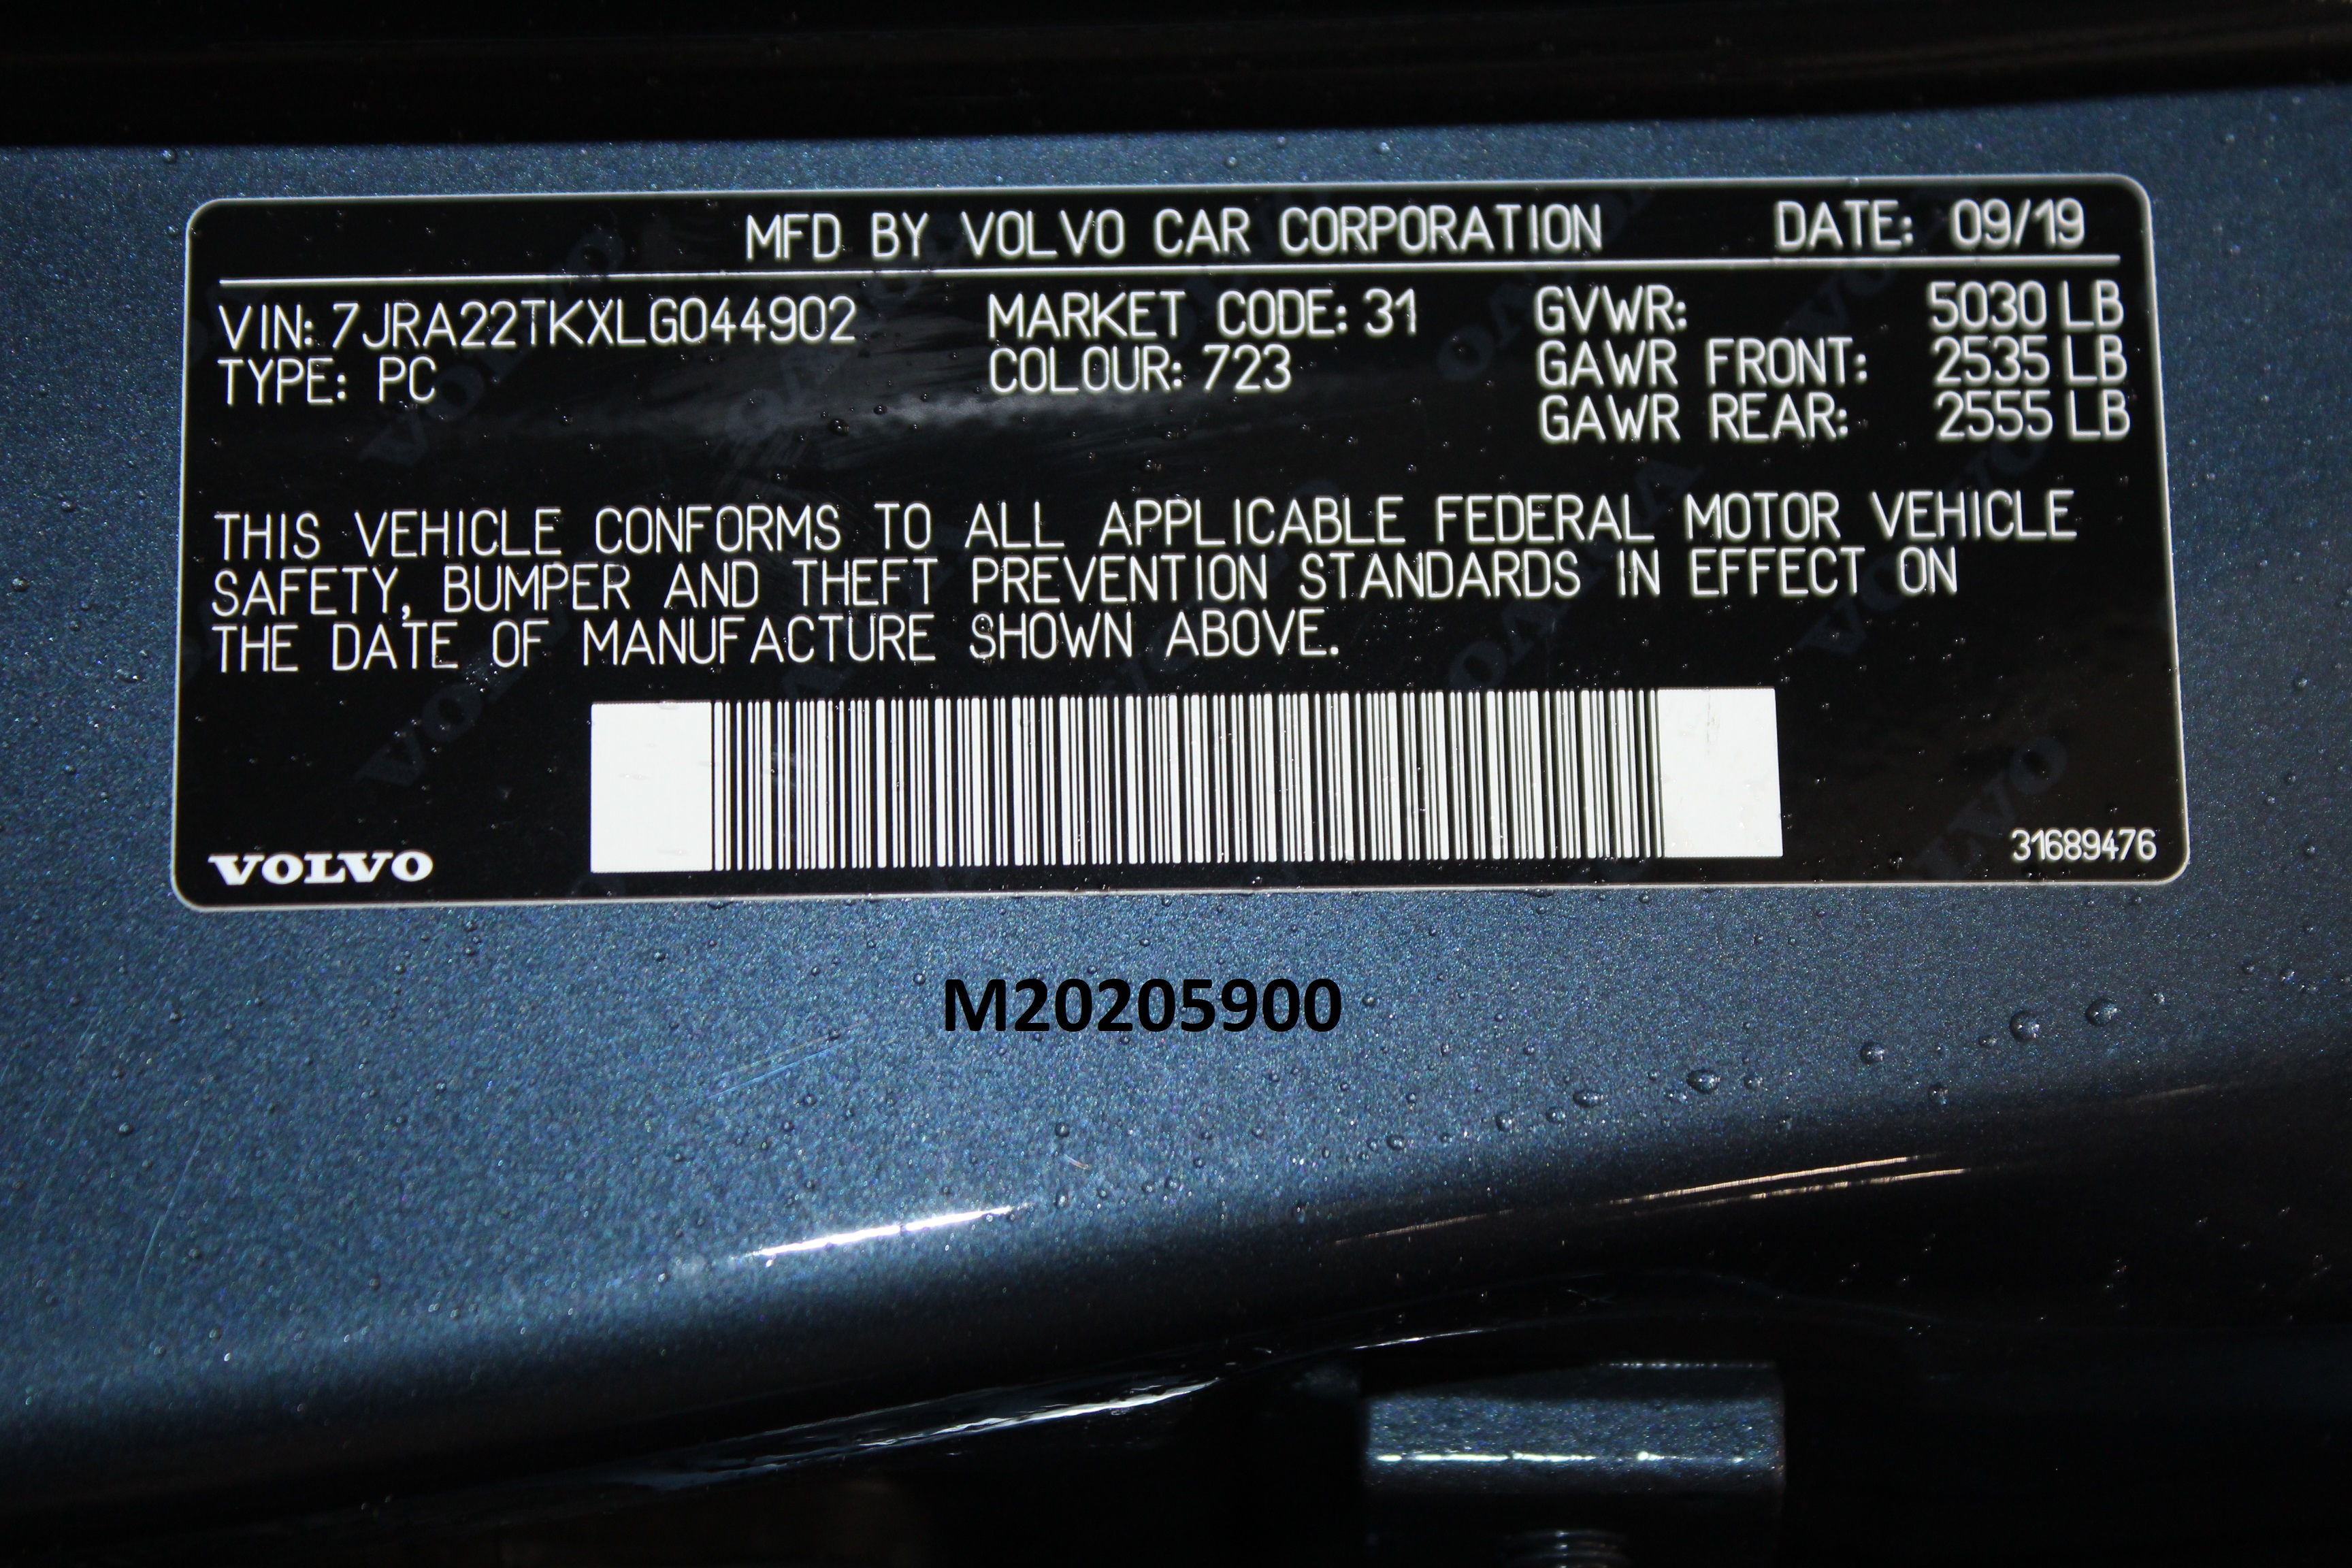 MFD BY VOLVO CAR CORPORATION DATE: 09/19
VIN: 7JRA22TKXLG044902 MARKET CODE: 31 GVWR: 5030 LB
TYPE: PC COLOUR: 723 GAWR FRONT: 2535 LB
GAWR REAR: 2555 LB
THIS VEHICLE CONFORMS TO ALL APPLICABLE FEDERAL MOTOR VEHICLE
SAFETY, BUMPER AND THEFT PREVENTION STANDARDS IN EFFECT ON
THE DATE OF MANUFACTURE SHOWN ABOVE.
VOLVO 31689476
M20205900